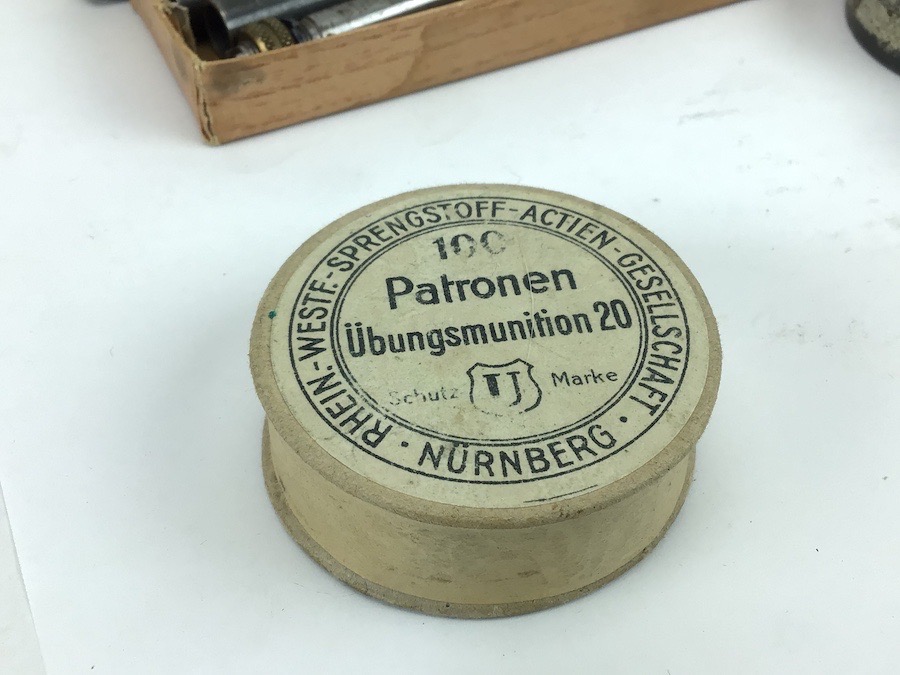 RHEIN.-WESTF.-SPRENGSTOFF-ACTIEN-GESELLSCHAFT
· NÜRNBERG ·
100
Patronen
Übungsmunition 20
Schutz Marke